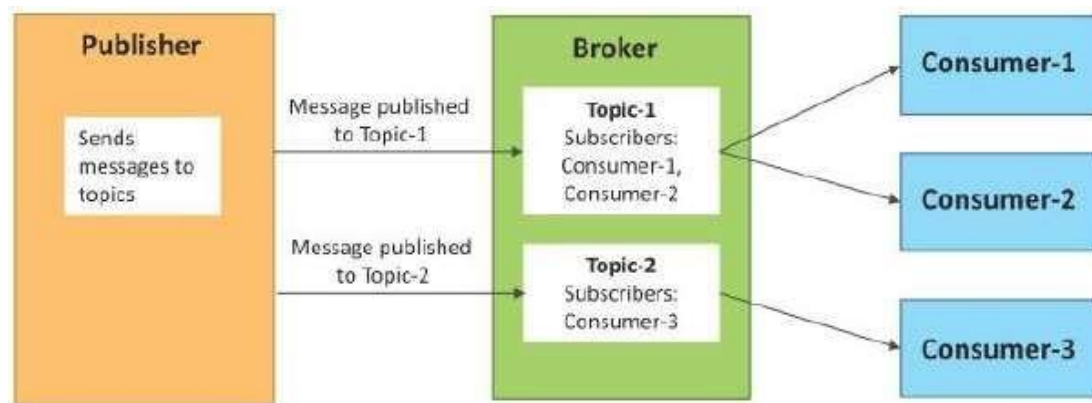 Publisher
Sends
messages to
topics
Message published
to Topic-1
Message published
to Topic-2
Broker
Topic-1
Subscribers:
Consumer-1,
Consumer-2
Topic-2
Subscribers:
Consumer-3
Consumer-1
Consumer-2
Consumer-3